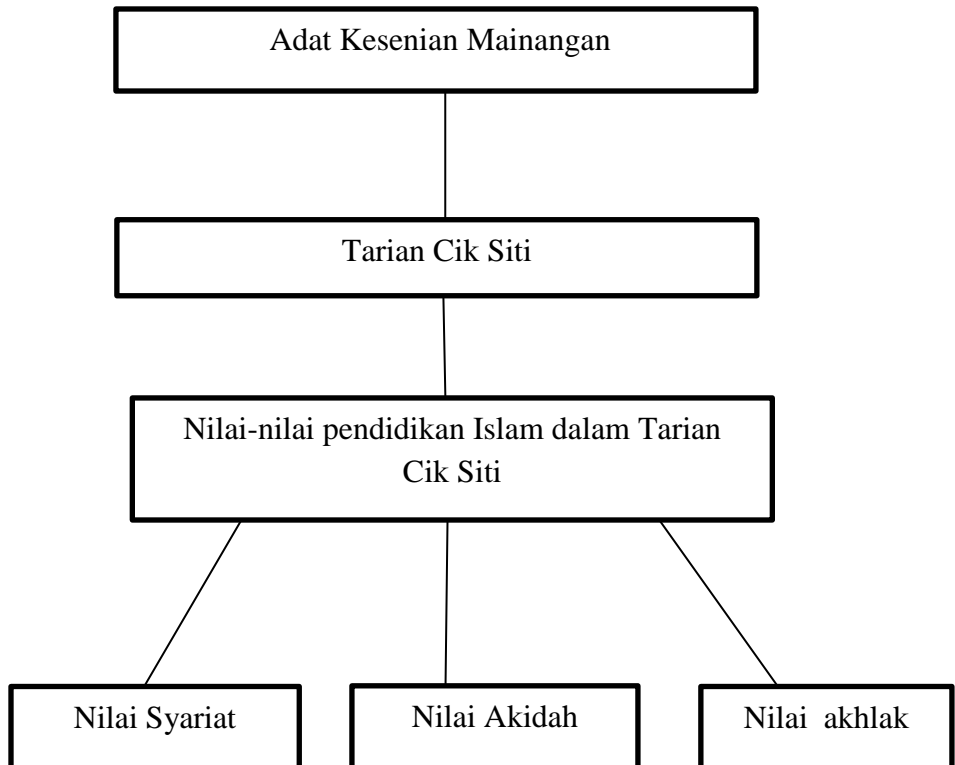 Adat Kesenian Mainangan
Tarian Cik Siti
Nilai-nilai pendidikan Islam dalam Tarian
Cik Siti
Nilai Syariat
Nilai Akidah
Nilai akhlak